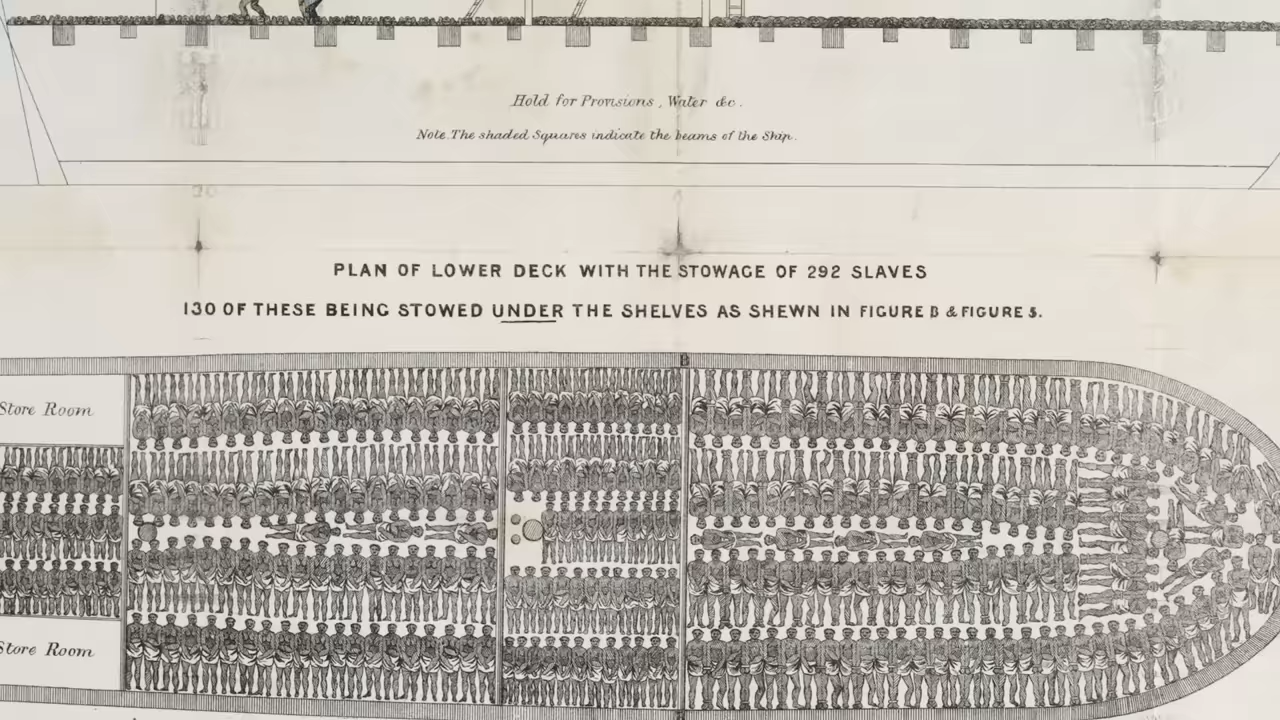 Hold for Provisions, Water &c.
Note. The shaded Squares indicate the beams of the Ship.
PLAN OF LOWER DECK WITH THE STOWAGE OF 292 SLAVES
130 OF THESE BEING STOWED UNDER THE SHELVES AS SHEWN IN FIGURE B & FIGURE 5.
B
Store Room
Store Room